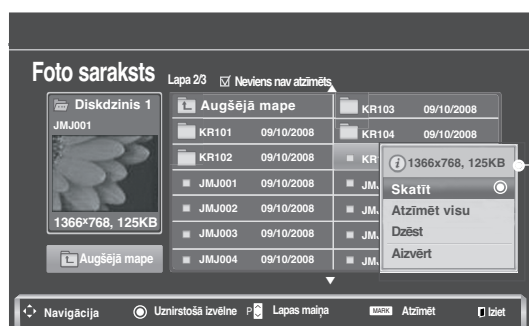 Foto saraksts Lapa 2/3 Neviens nav atzīmēts
Diskdzinis 1
JMJ001
1366x768, 125KB
Augšējā mape
Augšējā mape
KR101 09/10/2008
KR102 09/10/2008
JMJ001 09/10/2008
JMJ002 09/10/2008
JMJ003 09/10/2008
JMJ004 09/10/2008
KR103 09/10/2008
KR104 09/10/2008
1366x768, 125KB
Skatīt
Atzīmēt visu
Dzēst
Aizvērt
Navigācija Uznirstošā izvēlne P Lapas maiņa MARK Atzīmēt Iziet